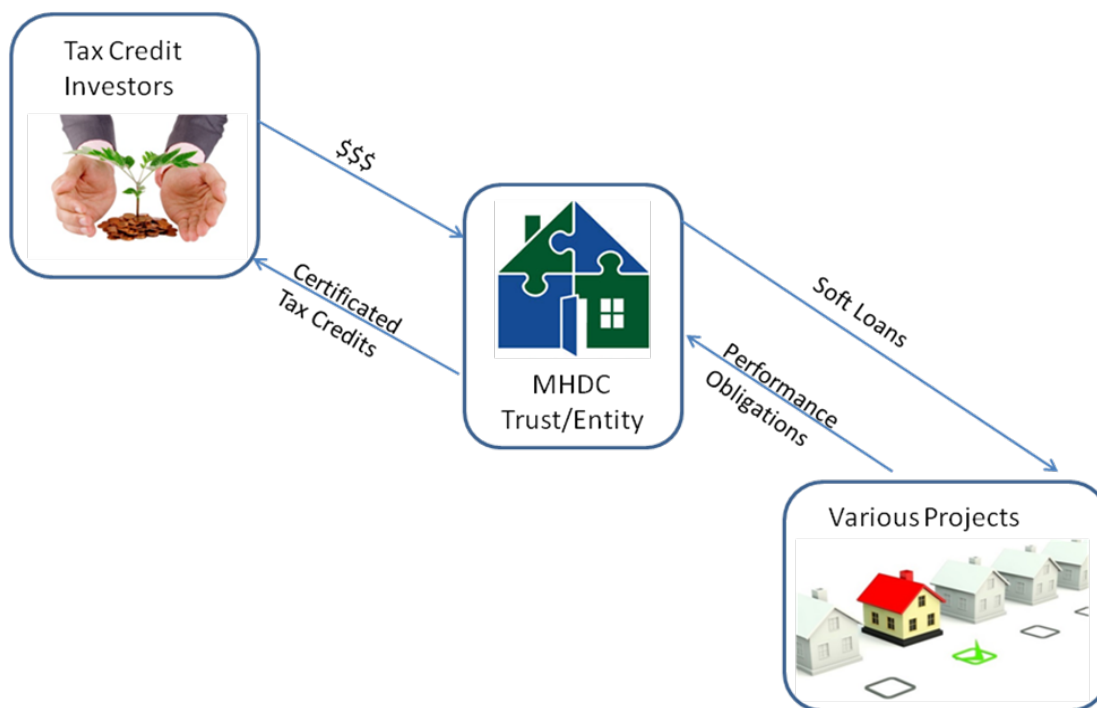 Tax Credit
Investors
$$$
Certificated
Tax Credits
MHDC
Trust/Entity
Soft Loans
Performance
Obligations
Various Projects